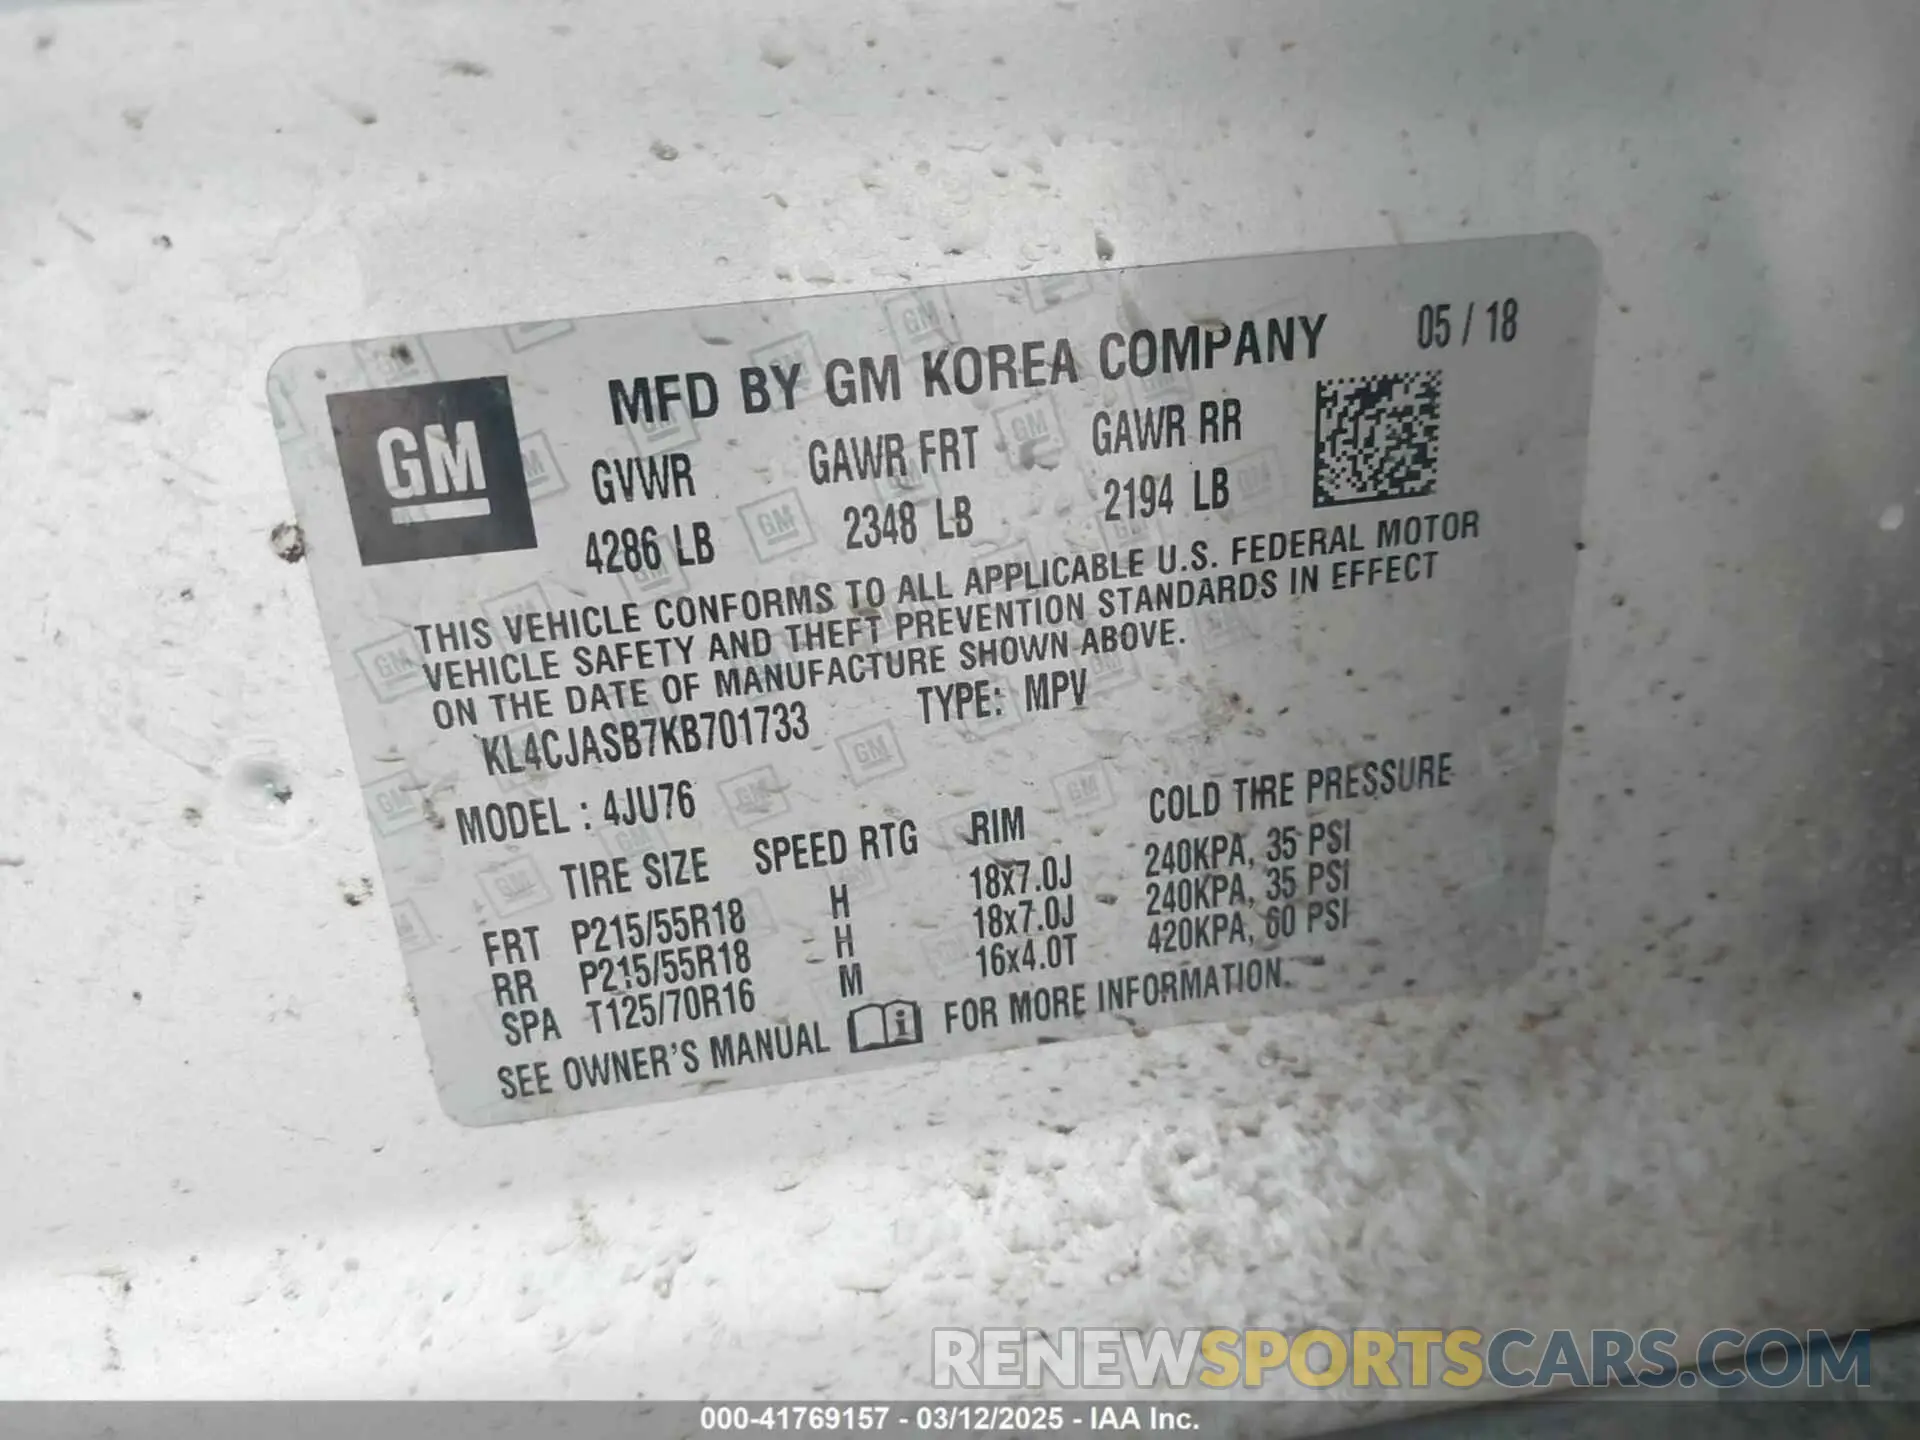 MFD BY GM KOREA COMPANY 05 / 18
GM
GVWR GAWR FRT GAWR RR
4286 LB 2348 LB 2194 LB
THIS VEHICLE CONFORMS TO ALL APPLICABLE U.S. FEDERAL MOTOR
VEHICLE SAFETY AND THEFT PREVENTION STANDARDS IN EFFECT
ON THE DATE OF MANUFACTURE SHOWN ABOVE.
KL4CJASB7KB701733 TYPE: MPV
MODEL : 4JU76
TIRE SIZE SPEED RTG RIM COLD TIRE PRESSURE
FRT P215/55R18 H 18x7.0J 240KPA, 35 PSI
RR P215/55R18 H 18x7.0J 240KPA, 35 PSI
SPA T125/70R16 M 16x4.0T 420KPA, 60 PSI
SEE OWNER'S MANUAL FOR MORE INFORMATION.
RENEWSPORTSCARS.COM
000-41769157 - 03/12/2025 - IAA Inc.